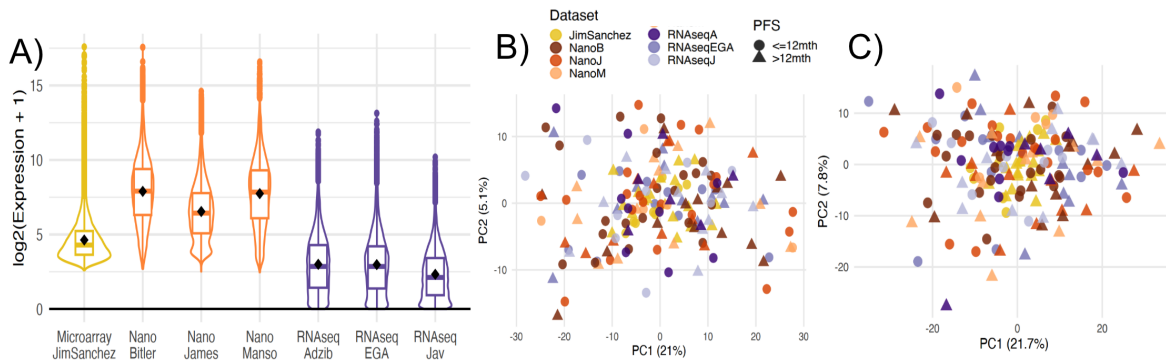 A)
log2(Expression + 1)
15
10
5
0
Microarray
JimSanchez
Nano
Bitler
Nano
James
Nano
Manso
RNAseq
Adzib
RNAseq
EGA
RNAseq
Jav
B)
Dataset
JimSanchez
NanoB
NanoJ
NanoM
RNAseqA
RNAseqEGA
RNAseqJ
PFS
<=12mth
>12mth
PC2 (5.1%)
10
0
-10
-30
-20
-10
0
10
20
30
PC1 (21%)
C)
PC2 (7.8%)
10
0
-10
-20
-20
0
20
PC1 (21.7%)